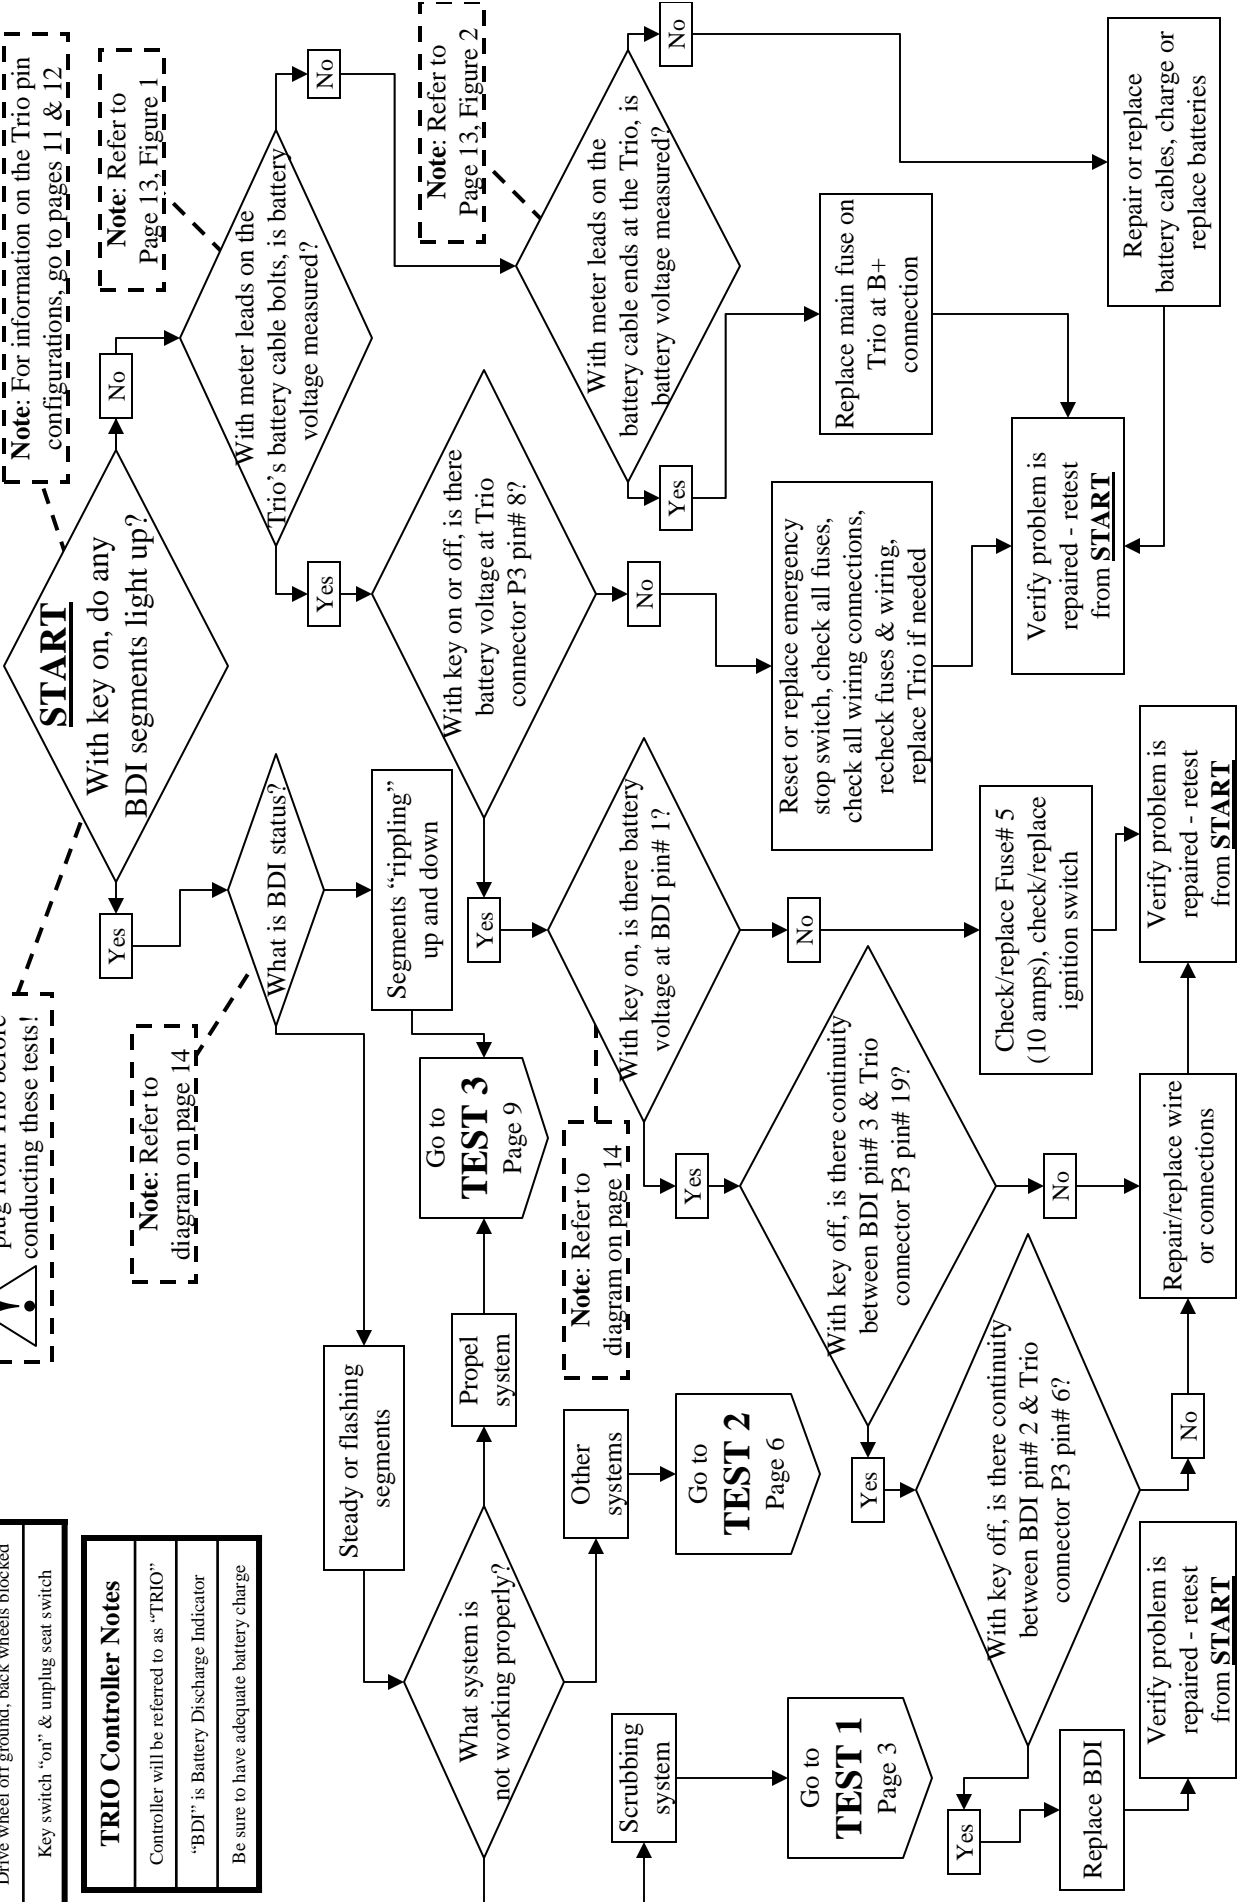 Drive wheel off ground, back wheels blocked
Key switch "on" & unplug seat switch
TRIO Controller Notes
Controller will be referred to as "TRIO"
"BDI" is Battery Discharge Indicator
Be sure to have adequate battery charge
plug from Trio before
conducting these tests!
Note: For information on the Trio pin
configurations, go to pages 11 & 12
START
With key on, do any
BDI segments light up?
Yes
No
Note: Refer to
Page 13, Figure 1
Note: Refer to
diagram on page 14
What is BDI status?
With meter leads on the
Trio's battery cable bolts, is battery
voltage measured?
Yes
No
Steady or flashing
segments
Segments "rippling"
up and down
With key on or off, is there
battery voltage at Trio
connector P3 pin# 8?
Note: Refer to
Page 13, Figure 2
What system is
not working properly?
Propel
system
Go to
TEST 3
Page 9
Yes
No
With meter leads on the
battery cable ends at the Trio, is
battery voltage measured?
Yes
No
Scrubbing
system
Other
systems
Note: Refer to
diagram on page 14
With key on, is there battery
voltage at BDI pin# 1?
Yes
No
Go to
TEST 1
Page 3
Go to
TEST 2
Page 6
With key off, is there continuity
between BDI pin# 3 & Trio
connector P3 pin# 19?
Reset or replace emergency
stop switch, check all fuses,
check all wiring connections,
recheck fuses & wiring,
replace Trio if needed
Replace main fuse on
Trio at B+
connection
Yes
No
With key off, is there continuity
between BDI pin# 2 & Trio
connector P3 pin# 6?
Yes
No
Check/replace Fuse# 5
(10 amps), check/replace
ignition switch
Verify problem is
repaired - retest
from START
Repair or replace
battery cables, charge or
replace batteries
Replace BDI
Verify problem is
repaired - retest
from START
Repair/replace wire
or connections
Verify problem is
repaired - retest
from START